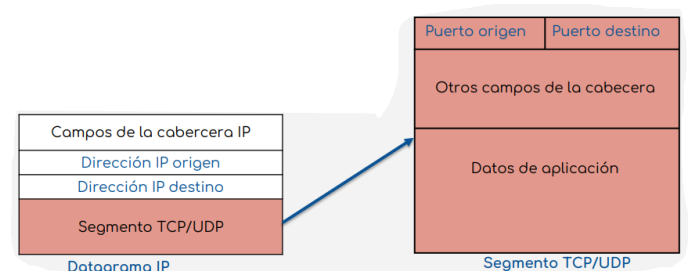 Puerto origen
Puerto destino
Otros campos de la cabecera
Datos de aplicación
Segmento TCP/UDP
Campos de la cabercera IP
Dirección IP origen
Dirección IP destino
Segmento TCP/UDP
Datagrama IP